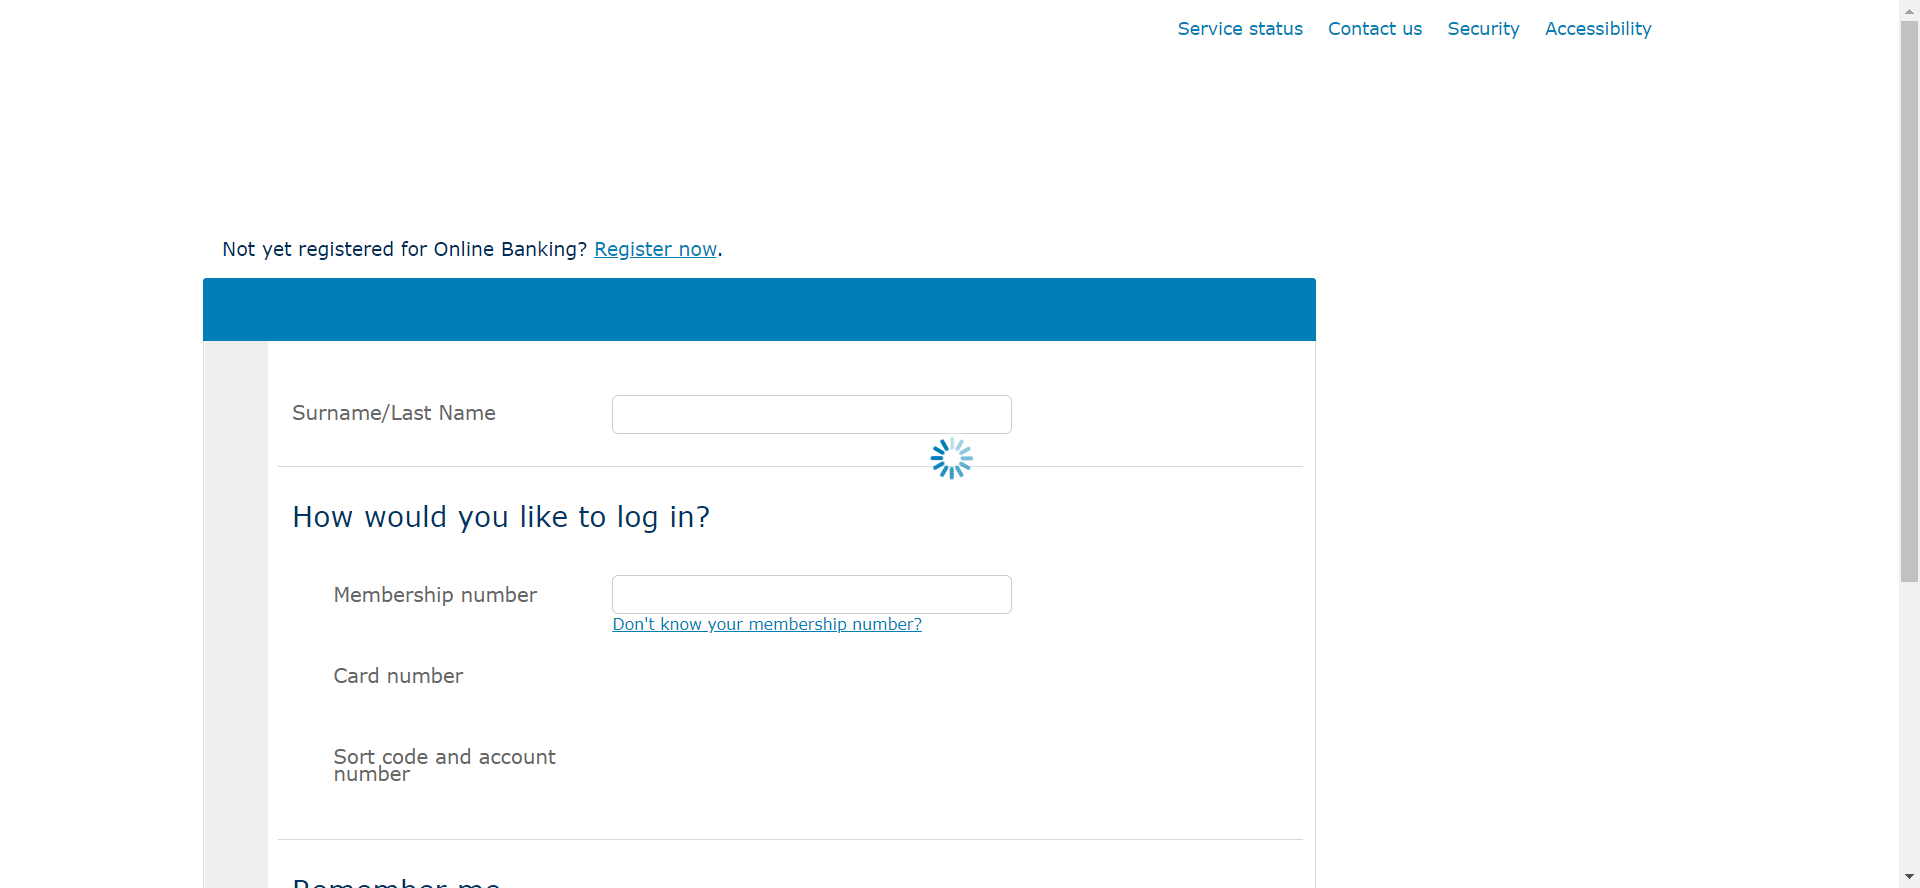 Service status Contact us Security Accessibility
Not yet registered for Online Banking? Register now.
Surname/Last Name
How would you like to log in?
Membership number
Don't know your membership number?
Card number
Sort code and account
number
Remember me